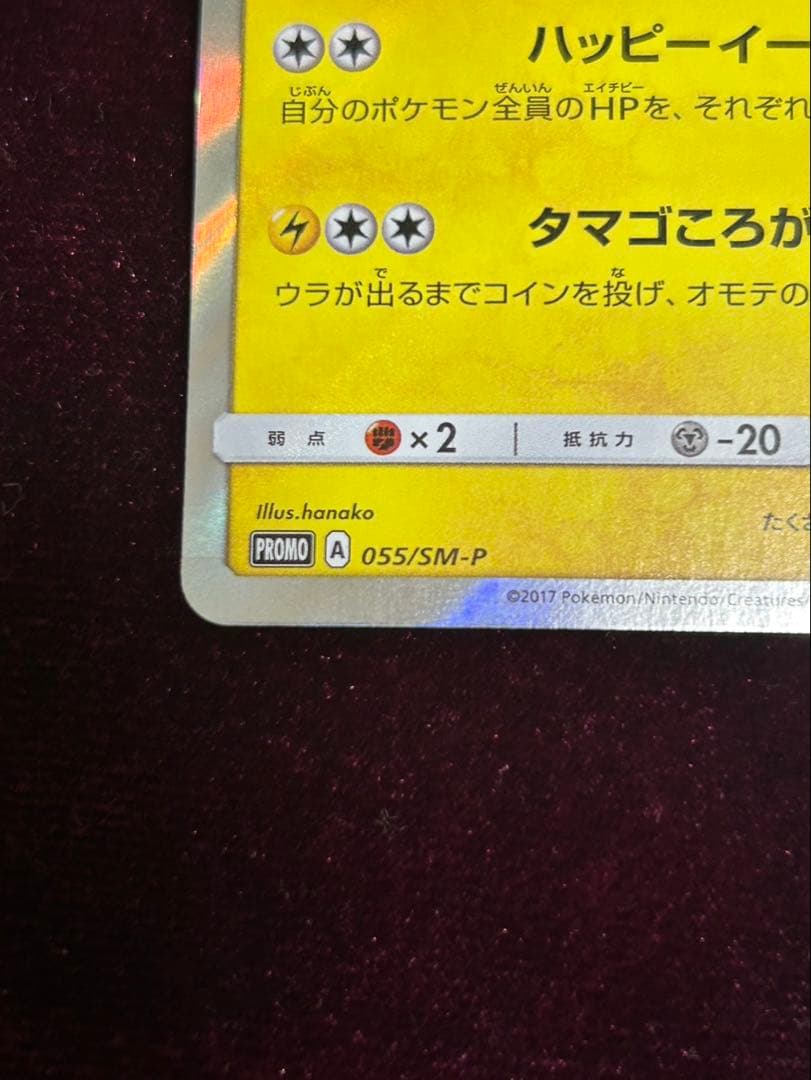 ハッピーイー
じぶん ぜんいん エイチピー
自分のポケモン全員のHPを、それぞれ
タマゴころが
で な
ウラが出るまでコインを投げ、オモテの
弱点 ×2 抵抗力 -20
Illus.hanako
たくさ
PROMO A 055/SM-P
©2017 Pokémon/Nintendo/Creatures/